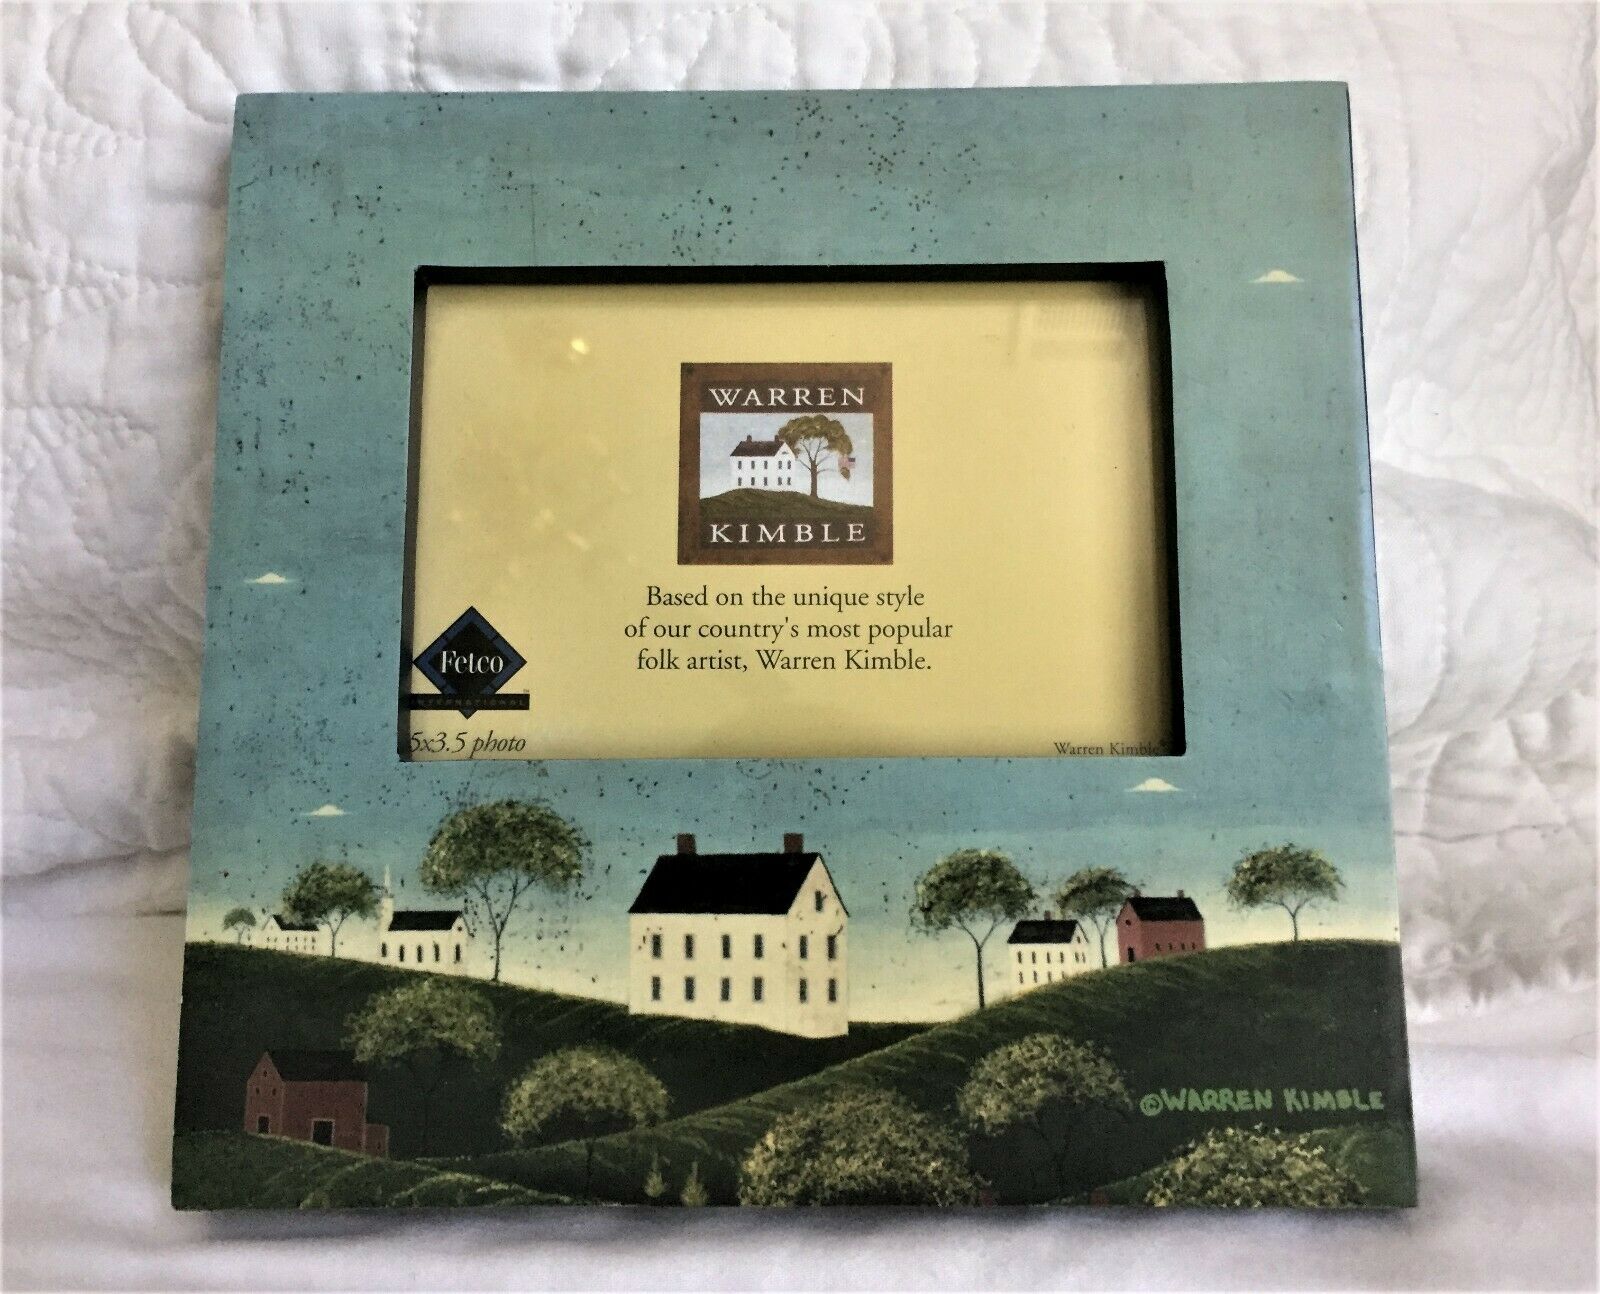 WARREN
KIMBLE
Based on the unique style
of our country's most popular
folk artist, Warren Kimble.
Fetco
INTERNATIONAL™
5x3.5 photo
Warren Kimble
©WARREN KIMBLE